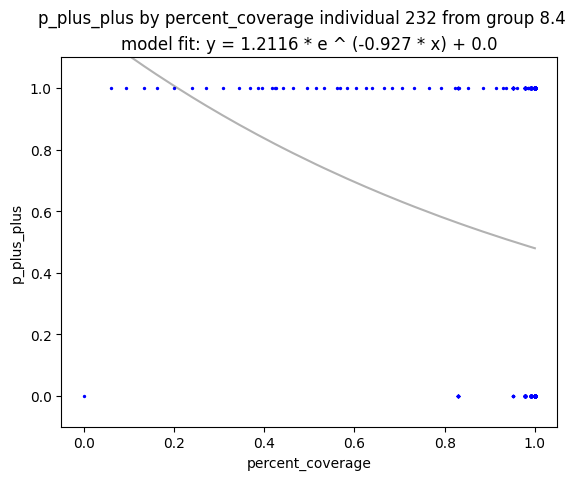 p_plus_plus by percent_coverage individual 232 from group 8.4
model fit: y = 1.2116 * e ^ (-0.927 * x) + 0.0
1.0
0.8
0.6
0.4
0.2
0.0
p_plus_plus
0.0 0.2 0.4 0.6 0.8 1.0
percent_coverage